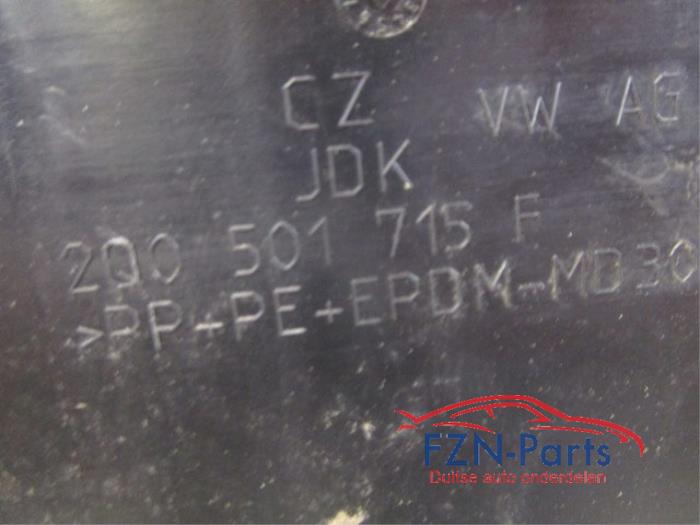 CZ VW AG
JDK
2Q0 501 715 F
>PP+PE+EPDM-MD30
FZN-Parts
Duitse auto onderdelen